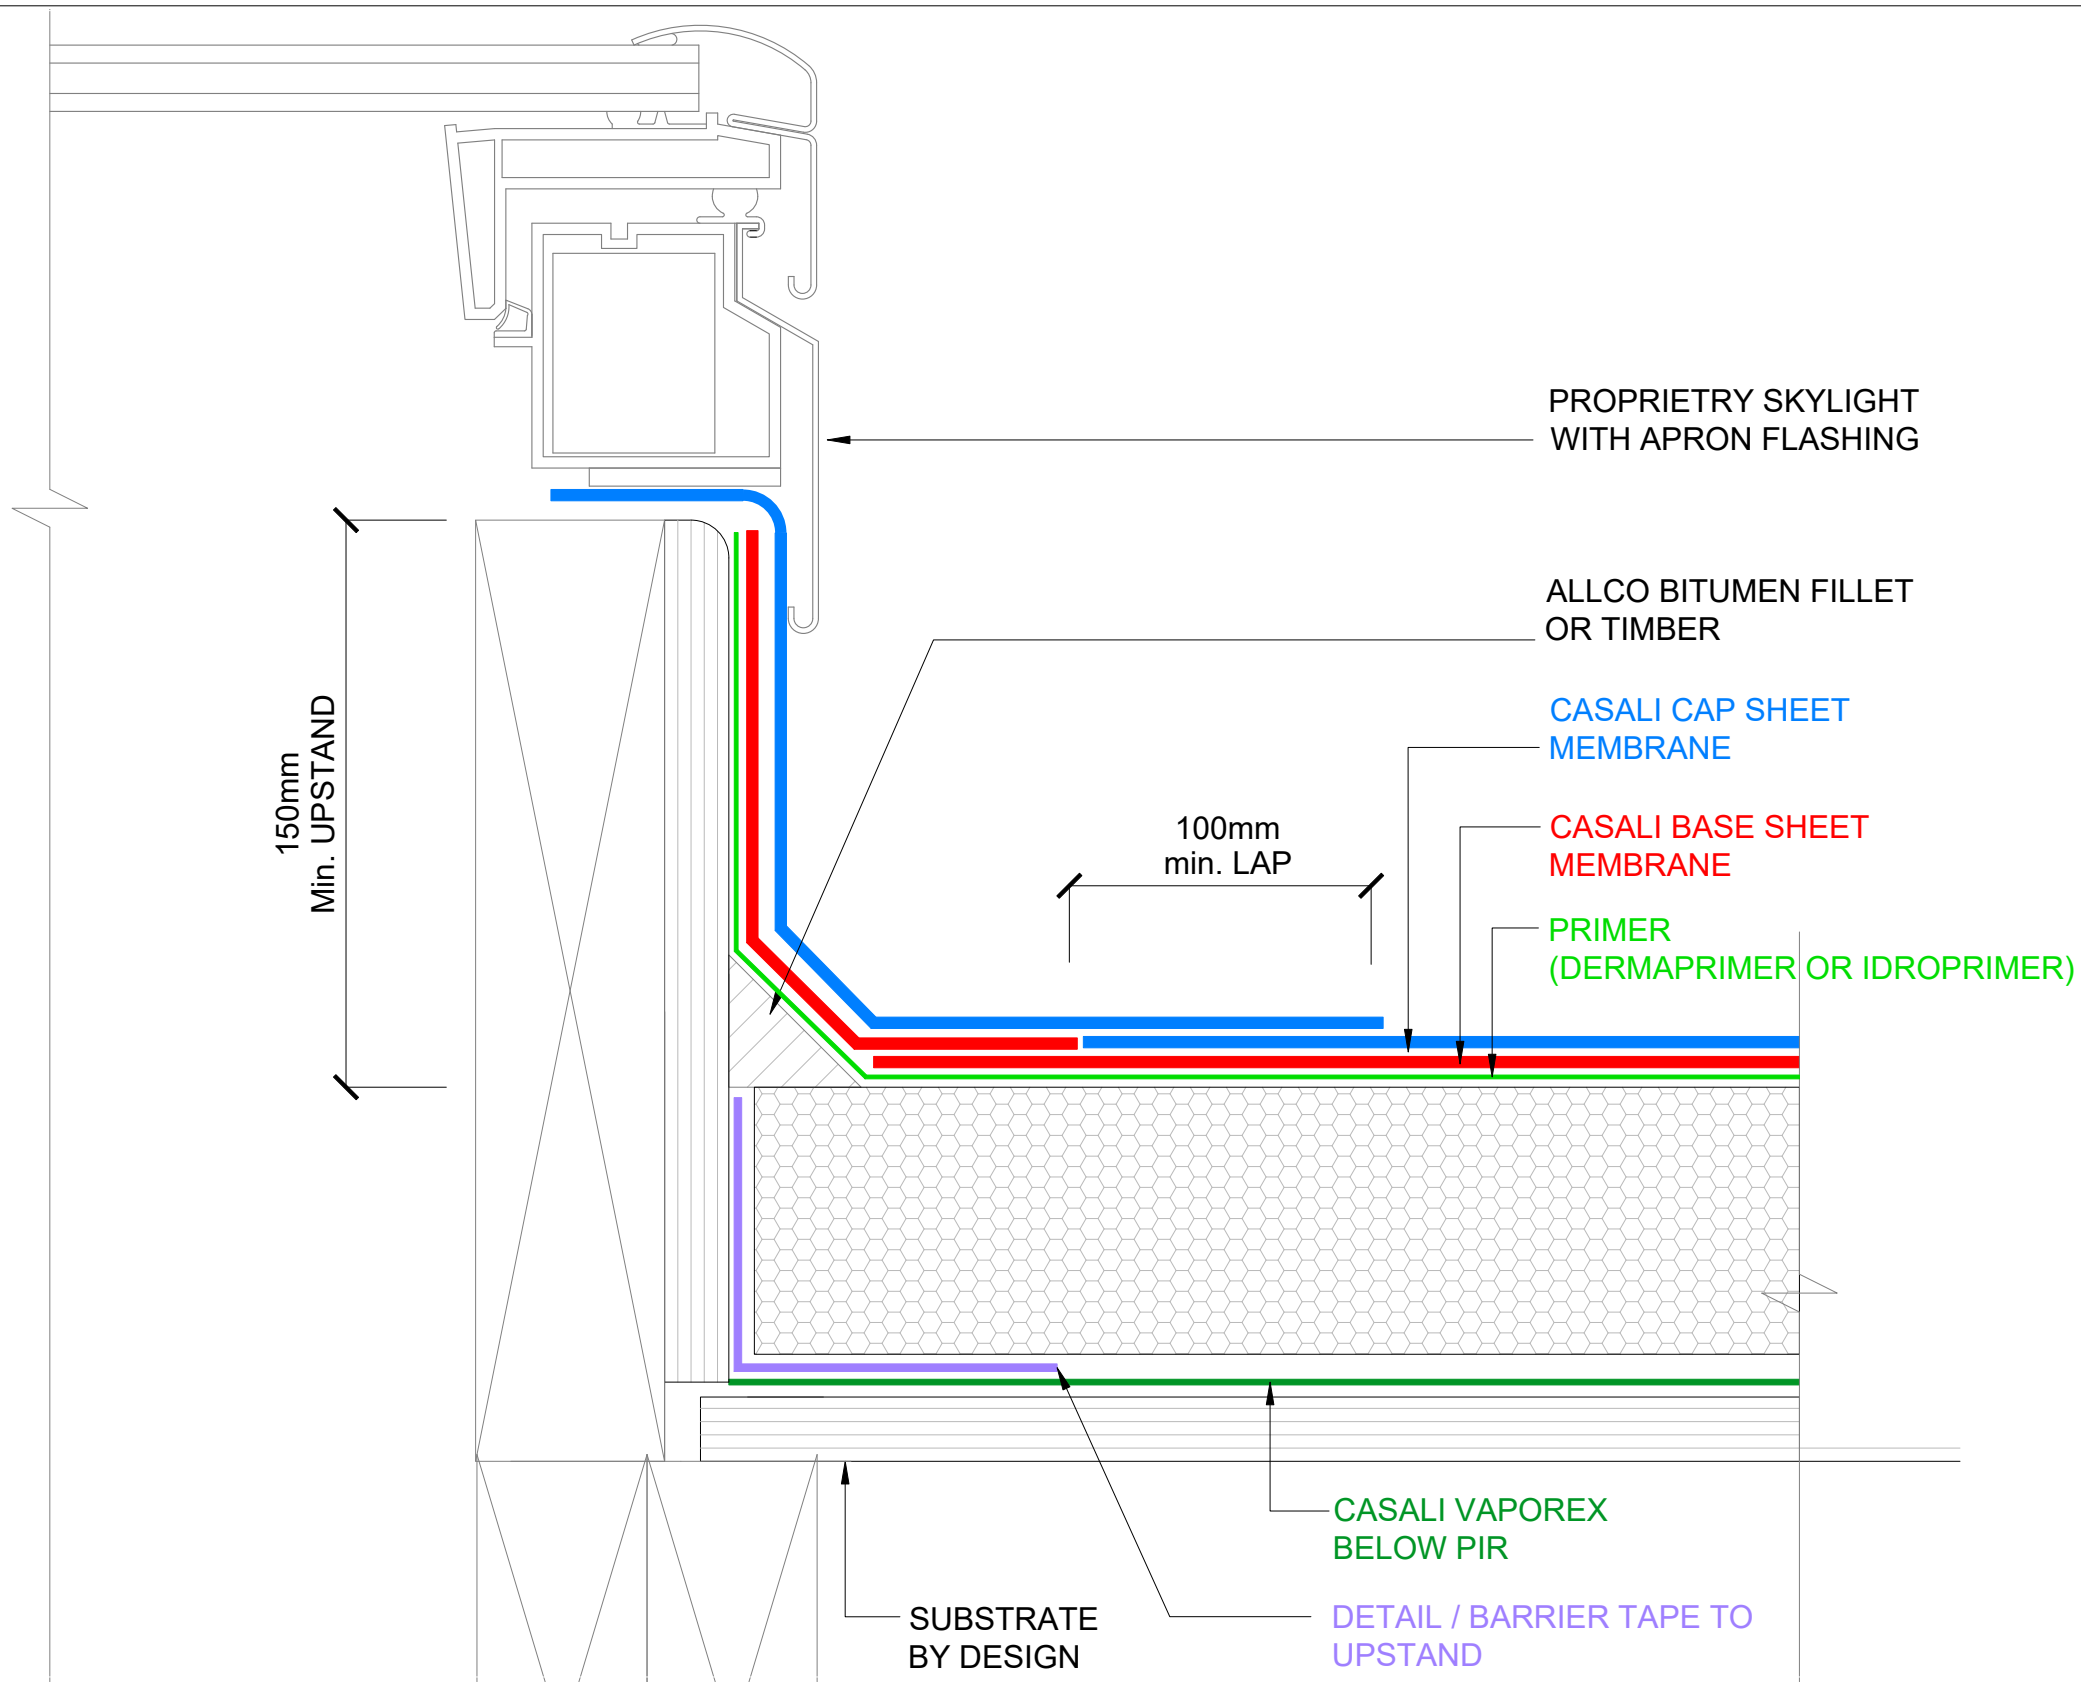 PROPRIETRY SKYLIGHT
WITH APRON FLASHING
ALLCO BITUMEN FILLET
OR TIMBER
CASALI CAP SHEET
MEMBRANE
100mm
min. LAP
CASALI BASE SHEET
MEMBRANE
150mm
Min. UPSTAND
PRIMER
(DERMAPRIMER OR IDROPRIMER)
CASALI VAPOREX
BELOW PIR
SUBSTRATE
BY DESIGN
DETAIL / BARRIER TAPE TO
UPSTAND